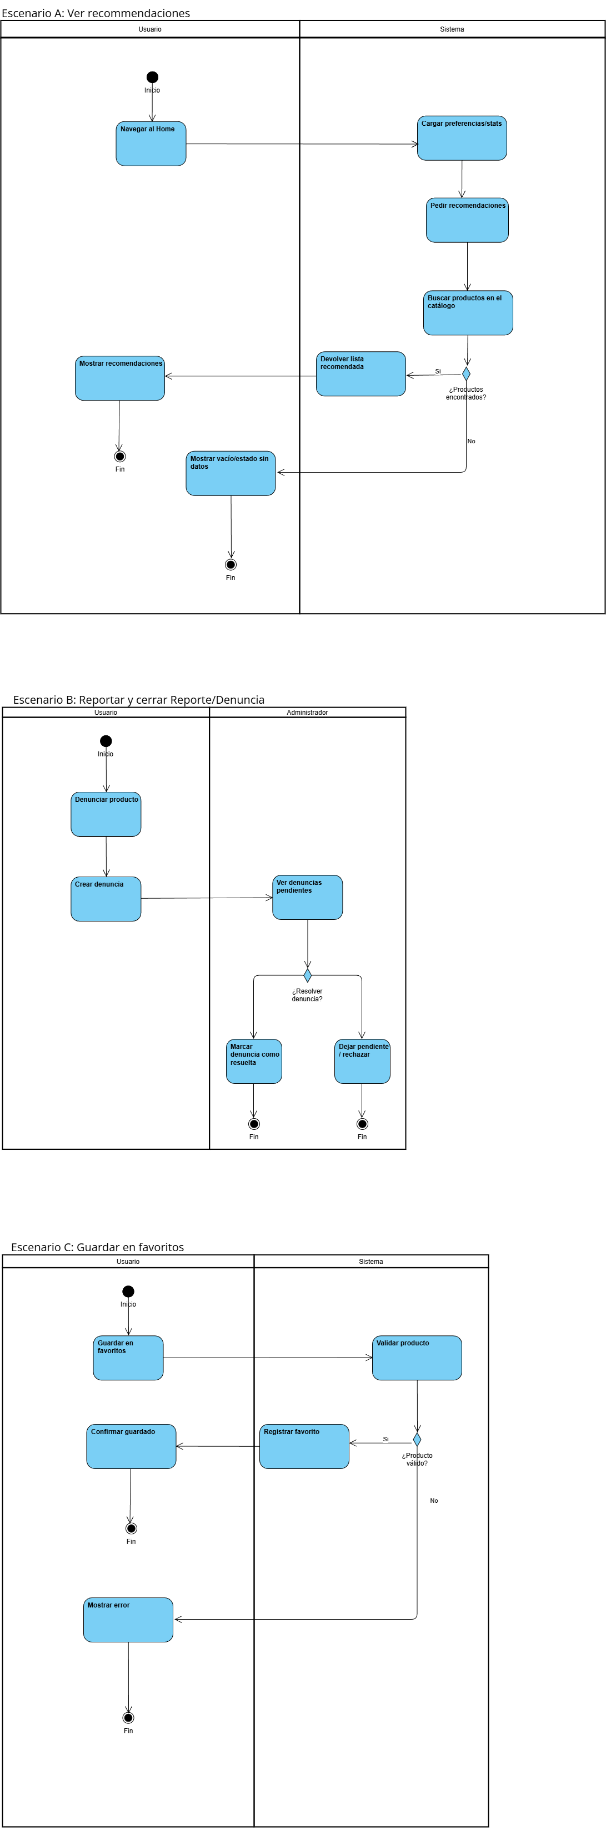 Escenario A: Ver recommendaciones
Usuario
Sistema
Inicio
Navegar al Home
Cargar preferencias/stats
Pedir recomendaciones
Buscar productos en el
catálogo
Devolver lista
recomendada
Mostrar recomendaciones
Si
¿Productos
encontrados?
No
Mostrar vacío/estado sin
datos
Fin
Fin
Escenario B: Reportar y cerrar Reporte/Denuncia
Usuario
Administrador
Inicio
Denunciar producto
Crear denuncia
Ver denuncias
pendientes
¿Resolver
denuncia?
Marcar
denuncia como
resuelta
Dejar pendiente
/ rechazar
Fin
Fin
Escenario C: Guardar en favoritos
Usuario
Sistema
Inicio
Guardar en
favoritos
Validar producto
Confirmar guardado
Registrar favorito
Si
¿Producto
válido?
No
Fin
Mostrar error
Fin